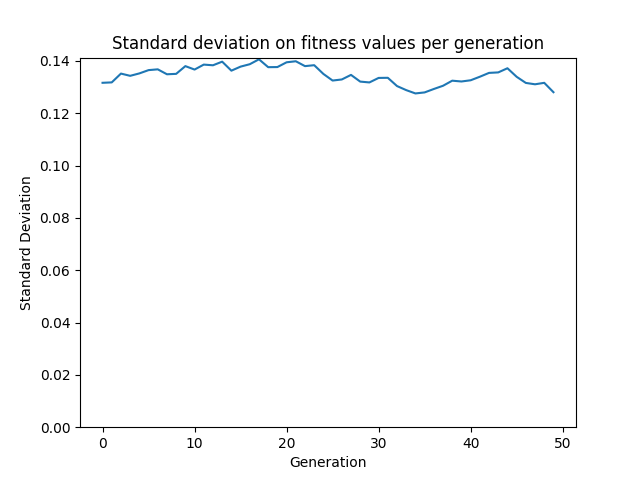 Standard deviation on fitness values per generation
0.14
0.12
0.10
0.08
0.06
0.04
0.02
0.00
Standard Deviation
0 10 20 30 40 50
Generation